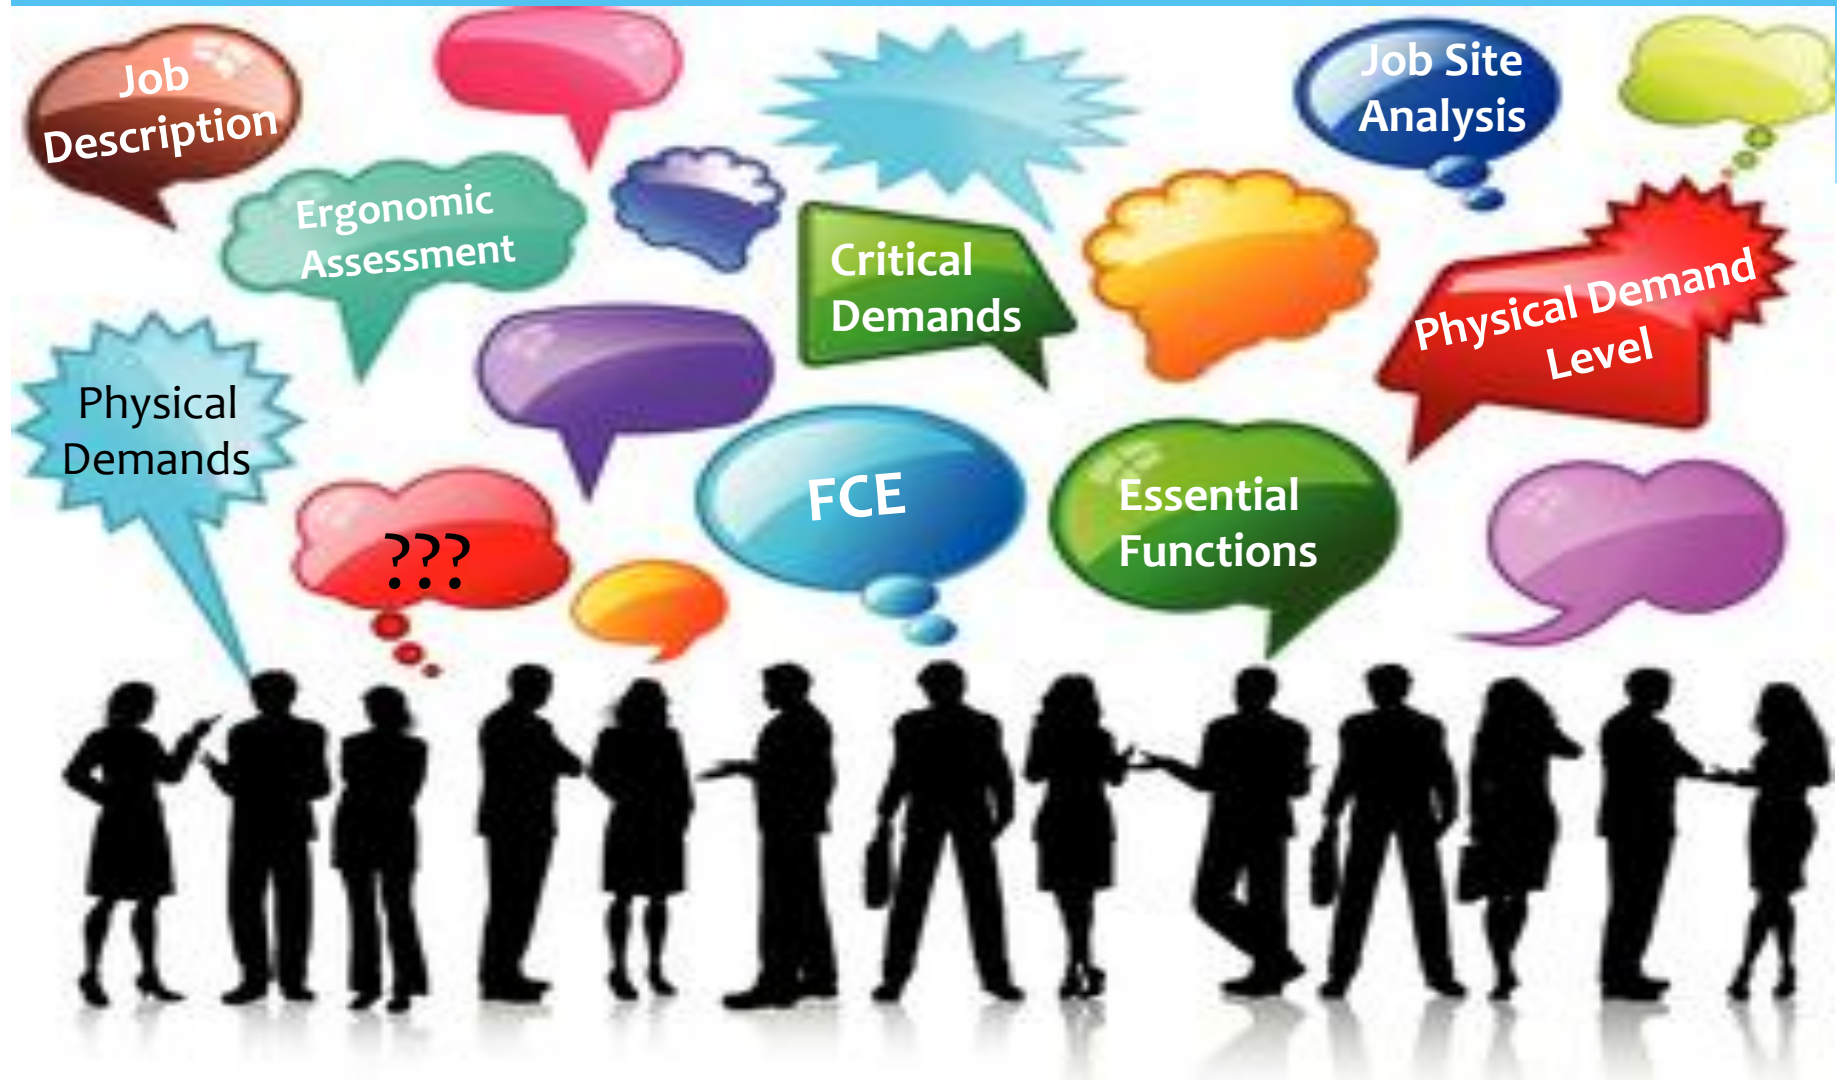 Job
Description
Job Site
Analysis
Ergonomic
Assessment
Critical
Demands
Physical Demand
Level
Physical
Demands
???
FCE
Essential
Functions